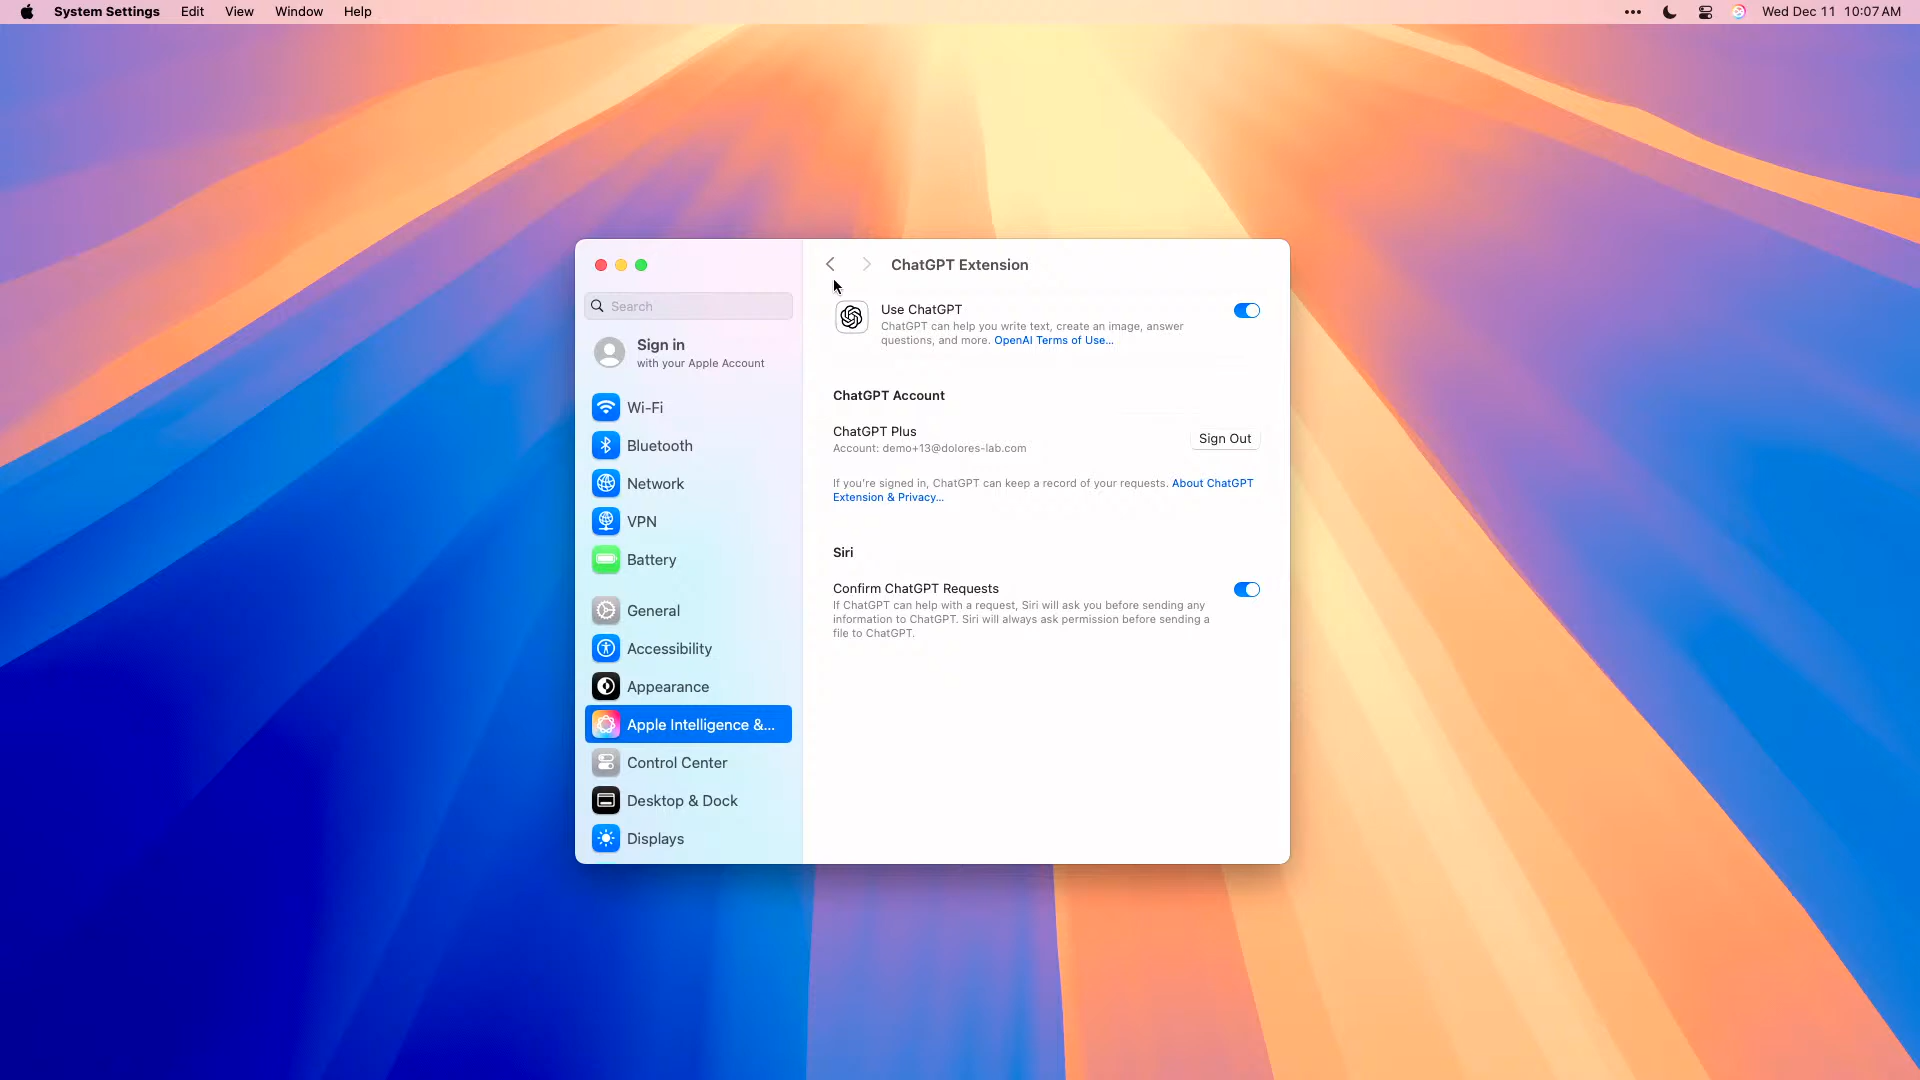 System Settings Edit View Window Help
Wed Dec 11 10:07 AM
ChatGPT Extension
Search
Sign in
with your Apple Account
Wi-Fi
Bluetooth
Network
VPN
Battery
General
Accessibility
Appearance
Apple Intelligence &...
Control Center
Desktop & Dock
Displays
Use ChatGPT
ChatGPT can help you write text, create an image, answer
questions, and more. OpenAI Terms of Use...
ChatGPT Account
ChatGPT Plus
Account: demo+13@dolores-lab.com
Sign Out
If you're signed in, ChatGPT can keep a record of your requests. About ChatGPT
Extension & Privacy...
Siri
Confirm ChatGPT Requests
If ChatGPT can help with a request, Siri will ask you before sending any
information to ChatGPT. Siri will always ask permission before sending a
file to ChatGPT.